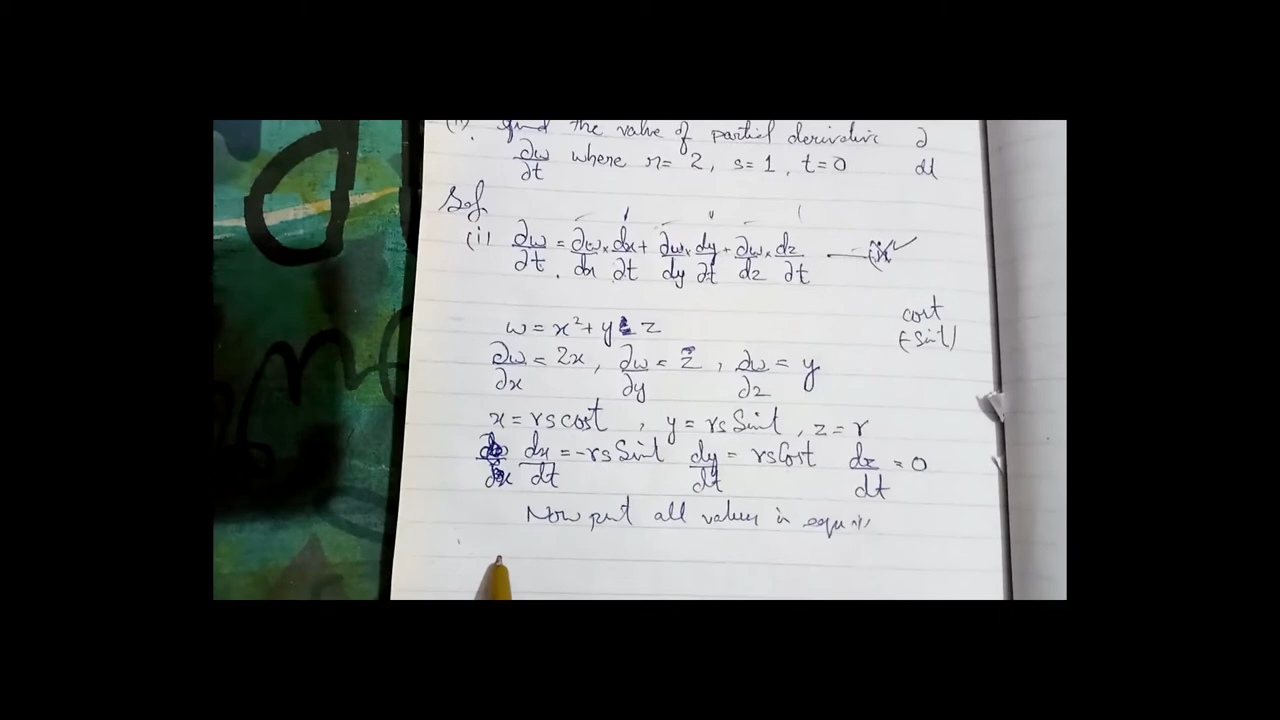 (ii). find the value of partial derivative ∂
∂w/∂t where r= 2, s=1, t=0 dt
Sol.
(i) ∂w/∂t = ∂w/dx × dx/∂t + ∂w/dy × dy/∂t + ∂w/dz × dz/∂t
w = x²+ y z
cost
(-sint)
∂w/∂x = 2x, ∂w/∂y = z, ∂w/∂z = y
x = rs cost , y = rs Sint, z = r
dx/dt = -rs Sint dy/dt = rs Cost dz/dt = 0
Now put all values in